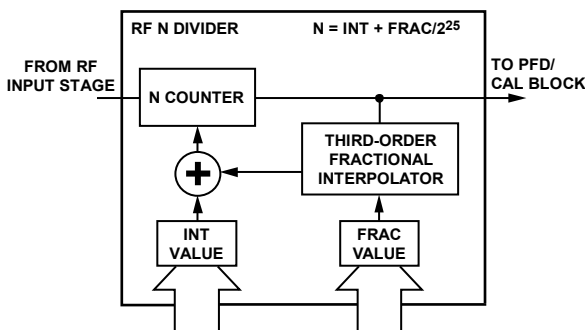 RF N DIVIDER
N = INT + FRAC/2²⁵
FROM RF
INPUT STAGE
N COUNTER
TO PFD/
CAL BLOCK
THIRD-ORDER
FRACTIONAL
INTERPOLATOR
+
INT
VALUE
FRAC
VALUE